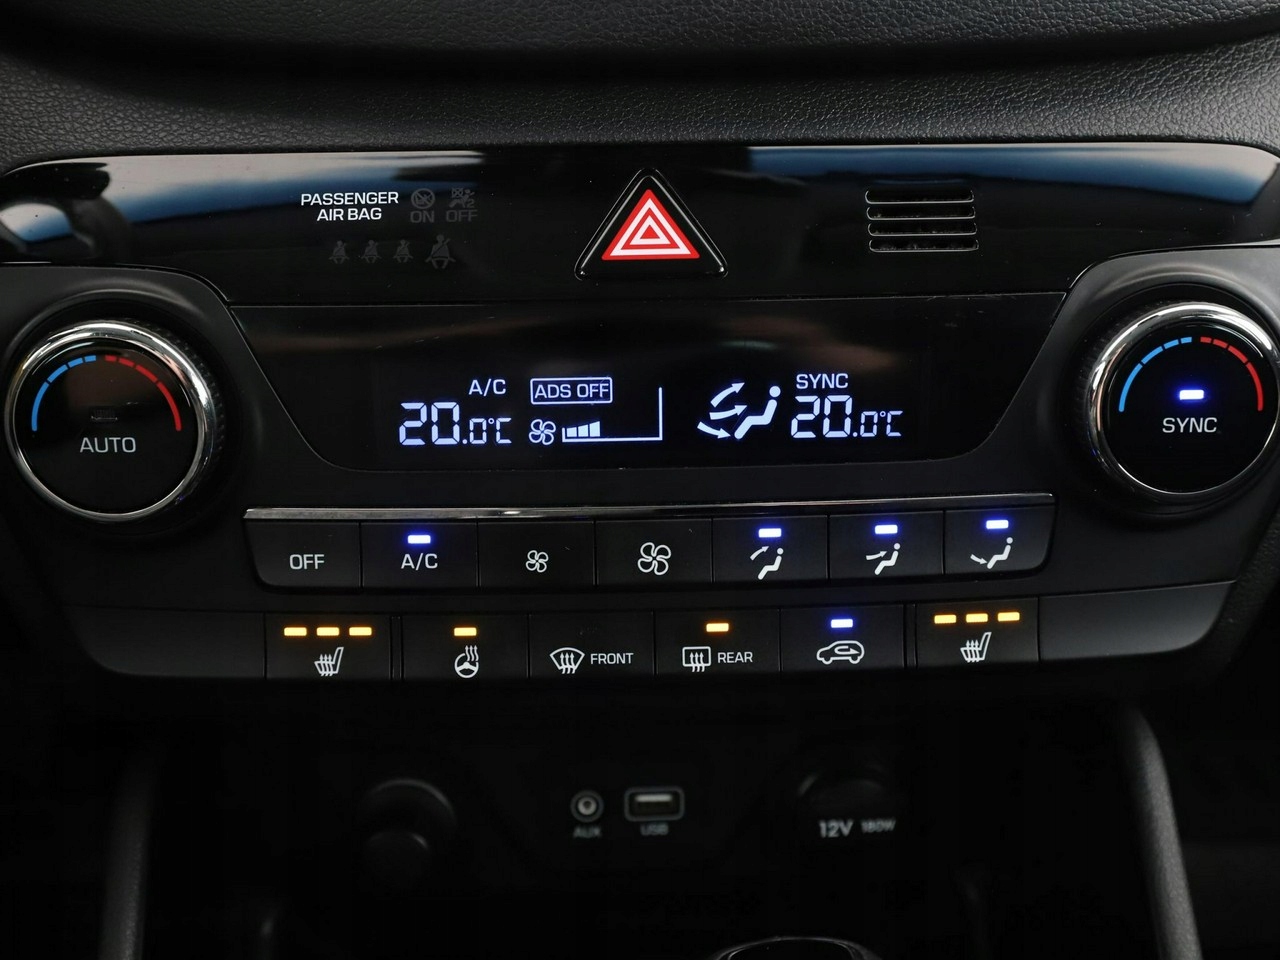 PASSENGER
AIR BAG
ON OFF
A/C ADS OFF SYNC
20.0°C 20.0°C
AUTO
SYNC
OFF A/C
FRONT REAR
AUX USB 12V 180W